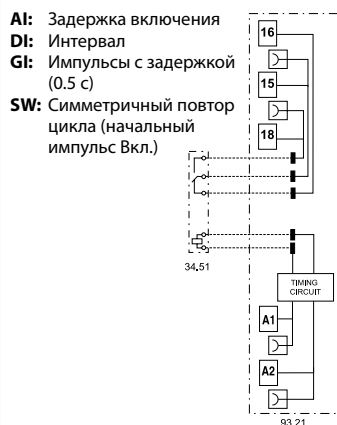 AI: Задержка включения
DI: Интервал
GI: Импульсы с задержкой
(0.5 с)
SW: Симметричный повтор
цикла (начальный
импульс Вкл.)
16
15
18
34.51
TIMING
CIRCUIT
A1
A2
93.21